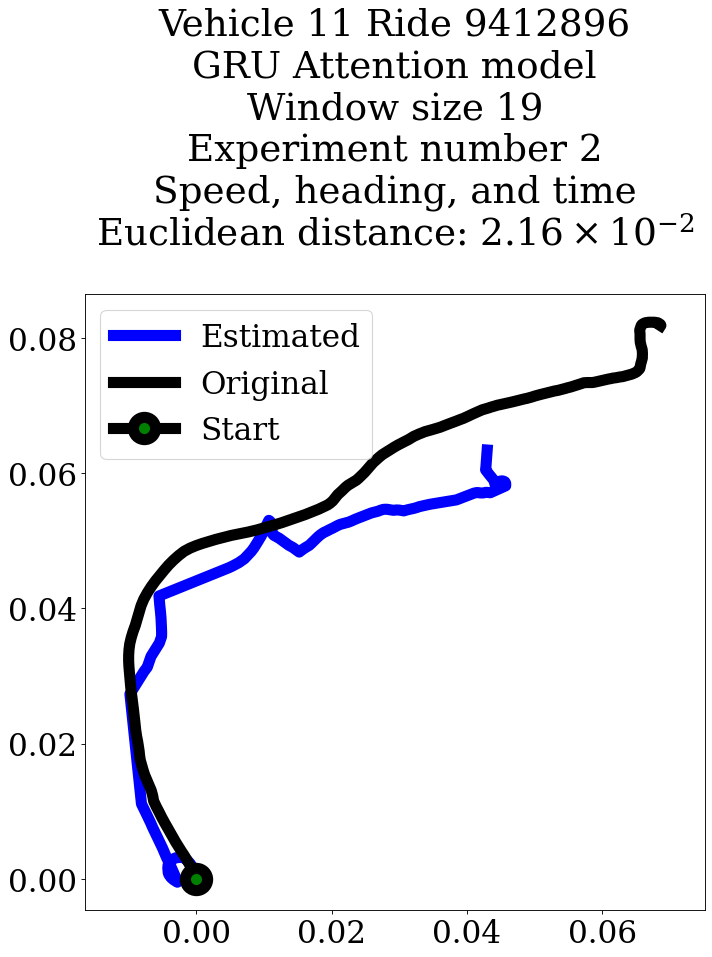 Vehicle 11 Ride 9412896
GRU Attention model
Window size 19
Experiment number 2
Speed, heading, and time
Euclidean distance: 2.16 × 10⁻²
Estimated
Original
Start
0.08
0.06
0.04
0.02
0.00
0.00 0.02 0.04 0.06